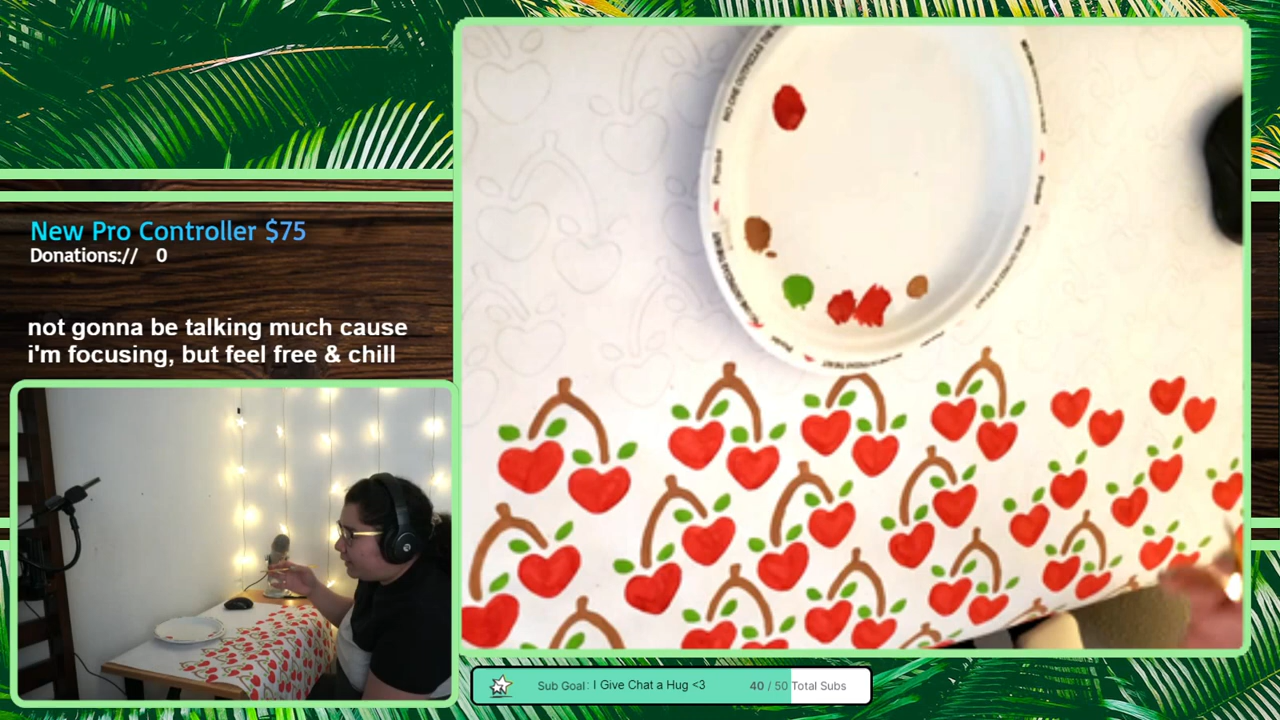 New Pro Controller $75
Donations:// 0
not gonna be talking much cause
i'm focusing, but feel free & chill
Sub Goal: I Give Chat a Hug <3 40 / 50 Total Subs